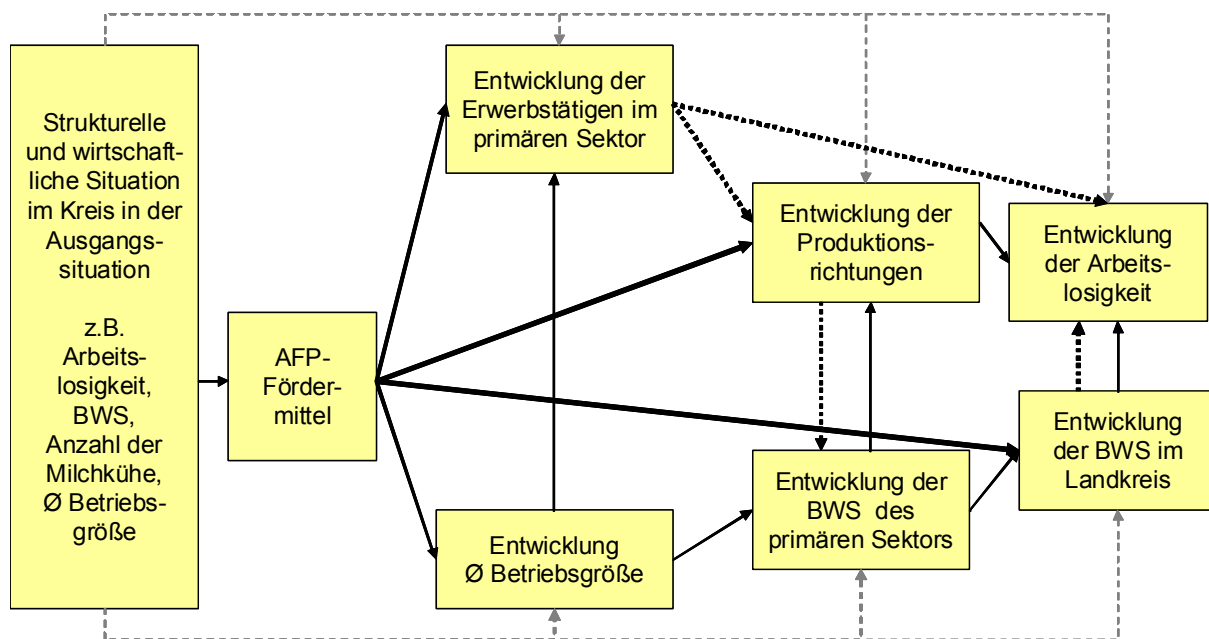 Strukturelle
und wirtschaft-
liche Situation
im Kreis in der
Ausgangs-
situation
z.B.
Arbeits-
losigkeit,
BWS,
Anzahl der
Milchkühe,
Ø Betriebs-
größe
AFP-
Förder-
mittel
Entwicklung der
Erwerbstätigen im
primären Sektor
Entwicklung
Ø Betriebsgröße
Entwicklung der
Produktions-
richtungen
Entwicklung der
BWS des
primären Sektors
Entwicklung
der Arbeits-
losigkeit
Entwicklung
der BWS im
Landkreis